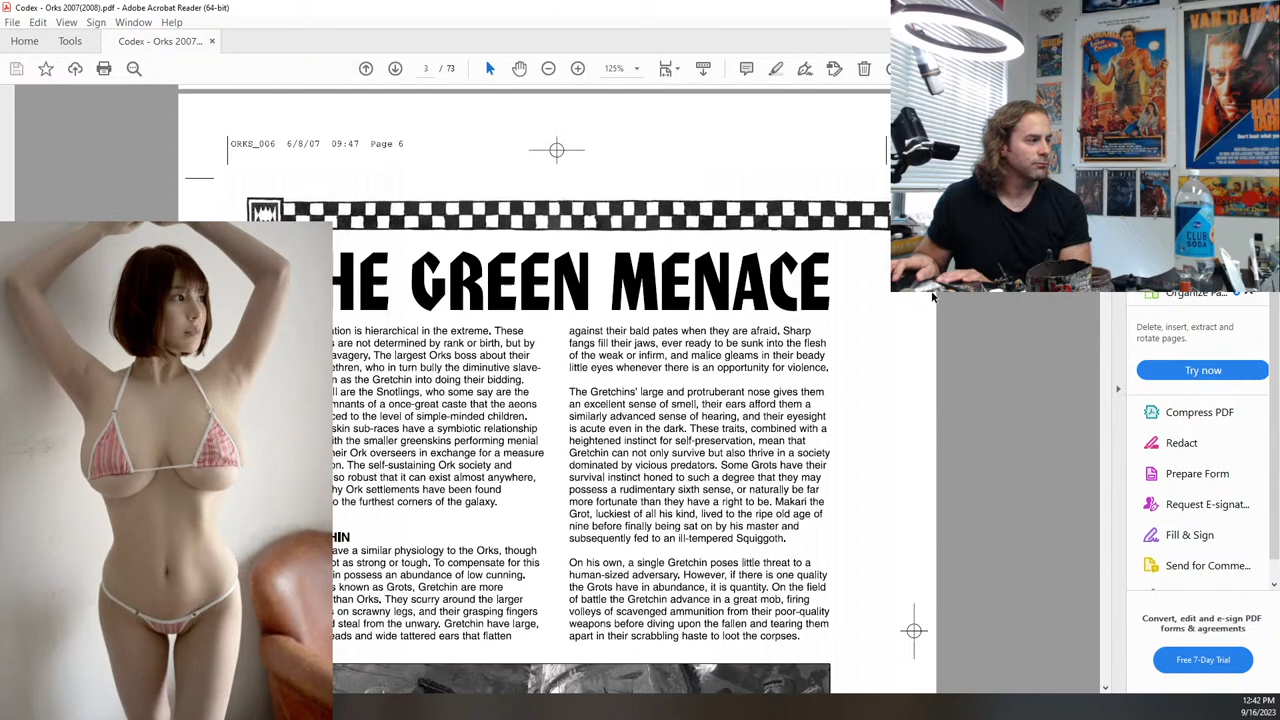 Codex - Orks 2007(2008).pdf - Adobe Acrobat Reader (64-bit)
File Edit View Sign Window Help
Home Tools Codex - Orks 2007... ×
3 / 73 125%
ORKS_006 6/8/07 09:47 Page 6
HE GREEN MENACE
ation is hierarchical in the extreme. These
are not determined by rank or birth, but by
avagery. The largest Orks boss about their
ethren, who in turn bully the diminutive slave-
n as the Gretchin into doing their bidding.
ll are the Snotlings, who some say are the
mnants of a once-great caste that the aeons
ced to the level of simple-minded children.
skin sub-races have a symbiotic relationship
ith the smaller greenskins performing menial
heir Ork overseers in exchange for a measure
on. The self-sustaining Ork society and
so robust that it can exist almost anywhere,
hy Ork settlements have been found
o the furthest corners of the galaxy.
HIN
ave a similar physiology to the Orks, though
ot as strong or tough. To compensate for this
in possess an abundance of low cunning.
known as Grots, Gretchin are more
than Orks. They scurry around the larger
on scrawny legs, and their grasping fingers
steal from the unwary. Gretchin have large,
eads and wide tattered ears that flatten
against their bald pates when they are afraid. Sharp
fangs fill their jaws, ever ready to be sunk into the flesh
of the weak or infirm, and malice gleams in their beady
little eyes whenever there is an opportunity for violence.
The Gretchins' large and protruberant nose gives them
an excellent sense of smell, their ears afford them a
similarly advanced sense of hearing, and their eyesight
is acute even in the dark. These traits, combined with a
heightened instinct for self-preservation, mean that
Gretchin can not only survive but also thrive in a society
dominated by vicious predators. Some Grots have their
survival instinct honed to such a degree that they may
possess a rudimentary sixth sense, or naturally be far
more fortunate than they have a right to be. Makari the
Grot, luckiest of all his kind, lived to the ripe old age of
nine before finally being sat on by his master and
subsequently fed to an ill-tempered Squiggoth.
On his own, a single Gretchin poses little threat to a
human-sized adversary. However, if there is one quality
the Grots have in abundance, it is quantity. On the field
of battle the Gretchin advance in a great mob, firing
volleys of scavenged ammunition from their poor-quality
weapons before diving upon the fallen and tearing them
apart in their scrabbling haste to loot the corpses.
VAN DAMM
CLUB
SODA
Organize Pa...
Delete, insert, extract and
rotate pages.
Try now
Compress PDF
Redact
Prepare Form
Request E-signat...
Fill & Sign
Send for Comme...
Convert, edit and e-sign PDF
forms & agreements
Free 7-Day Trial
12:42 PM
9/16/2023